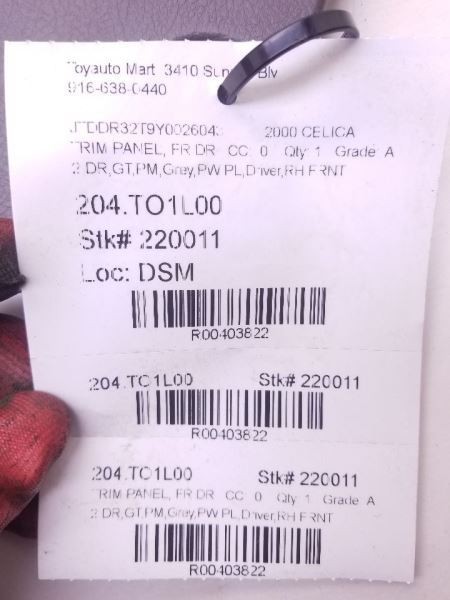 Toyauto Mart 3410 Blv
916-638-0440
2000 CELICA
TRIM PANEL, FR DR CC: 0 Qty: 1 Grade: A
2 DR,GT,PM,Grey,PW PL,Driver,RH FRNT
204.TO1L00
Stk# 220011
Loc: DSM
R00403822
204.TO1L00 Stk# 220011
R00403822
204.TO1L00 Stk# 220011
TRIM PANEL, FR DR CC: 0 Qty: 1 Grade: A
2 DR,GT,PM,Grey,PW PL,Driver,RH FRNT
R00403822